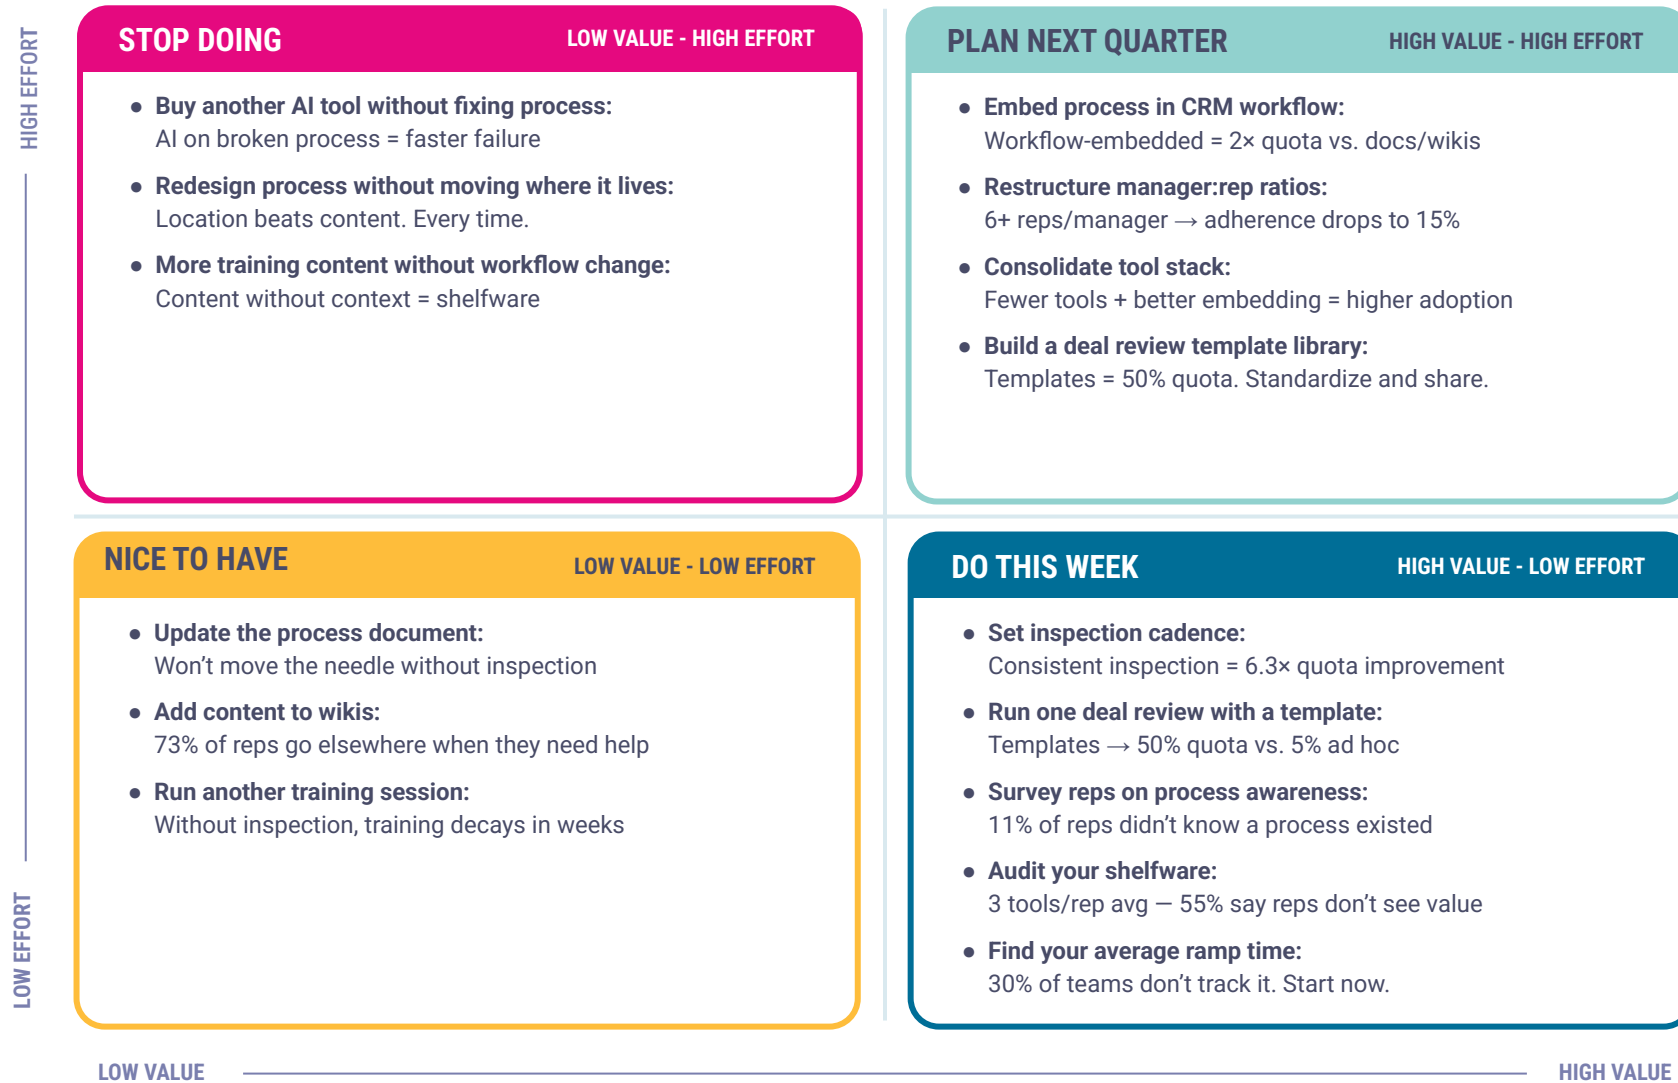 HIGH EFFORT
STOP DOING
LOW VALUE - HIGH EFFORT
● Buy another AI tool without fixing process:
AI on broken process = faster failure
● Redesign process without moving where it lives:
Location beats content. Every time.
● More training content without workflow change:
Content without context = shelfware
PLAN NEXT QUARTER
HIGH VALUE - HIGH EFFORT
● Embed process in CRM workflow:
Workflow-embedded = 2× quota vs. docs/wikis
● Restructure manager:rep ratios:
6+ reps/manager → adherence drops to 15%
● Consolidate tool stack:
Fewer tools + better embedding = higher adoption
● Build a deal review template library:
Templates = 50% quota. Standardize and share.
NICE TO HAVE
LOW VALUE - LOW EFFORT
● Update the process document:
Won’t move the needle without inspection
● Add content to wikis:
73% of reps go elsewhere when they need help
● Run another training session:
Without inspection, training decays in weeks
DO THIS WEEK
HIGH VALUE - LOW EFFORT
● Set inspection cadence:
Consistent inspection = 6.3× quota improvement
● Run one deal review with a template:
Templates → 50% quota vs. 5% ad hoc
● Survey reps on process awareness:
11% of reps didn’t know a process existed
● Audit your shelfware:
3 tools/rep avg — 55% say reps don’t see value
● Find your average ramp time:
30% of teams don’t track it. Start now.
LOW EFFORT
LOW VALUE
HIGH VALUE